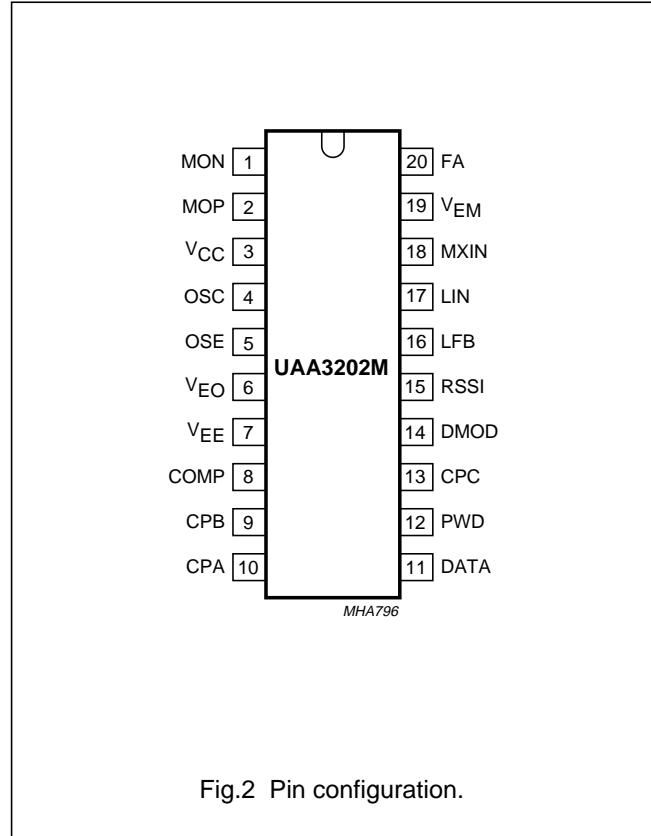 MON 1 20 FA
MOP 2 19 VEM
VCC 3 18 MXIN
OSC 4 17 LIN
OSE 5 16 LFB
UAA3202M
VEO 6 15 RSSI
VEE 7 14 DMOD
COMP 8 13 CPC
CPB 9 12 PWD
CPA 10 11 DATA
MHA796
Fig.2 Pin configuration.